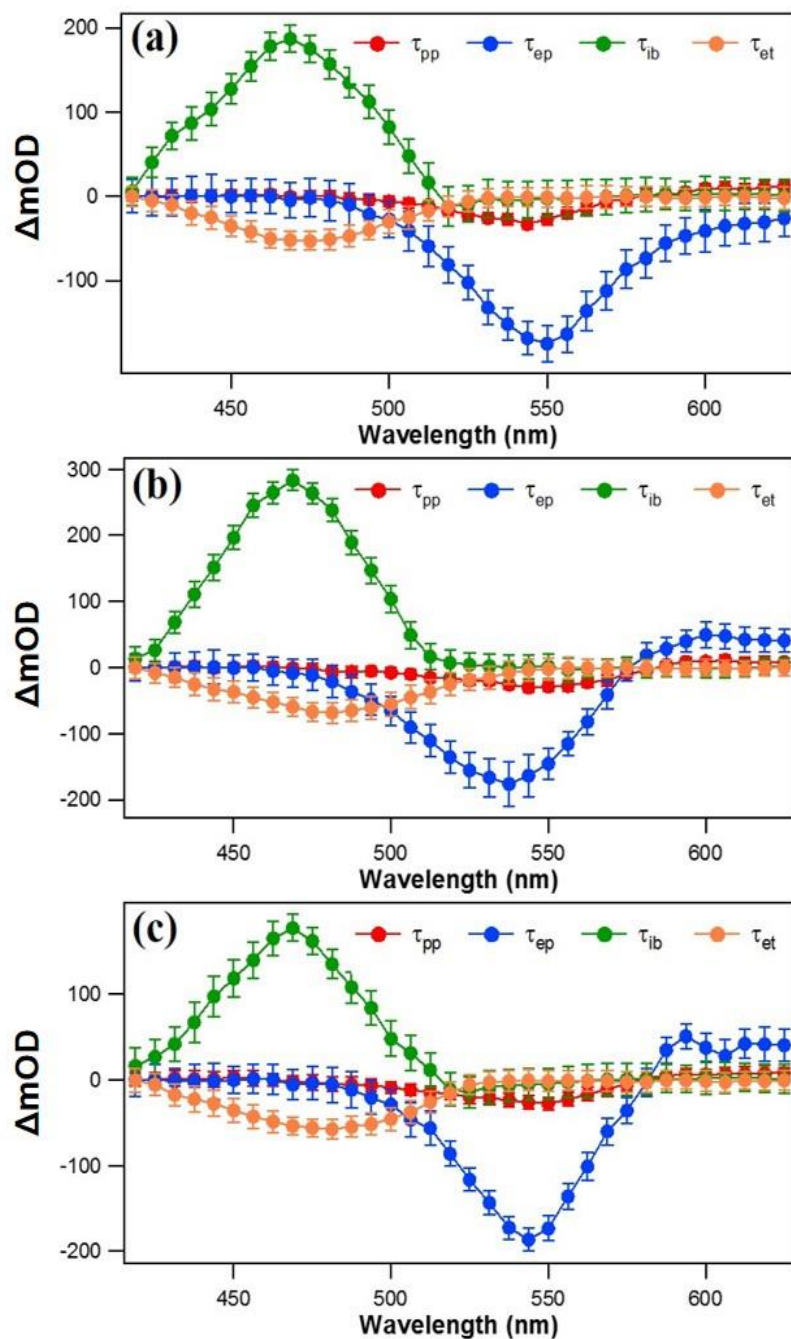 (a) τpp τep τib τet
200
100
0
-100
ΔmOD
450 500 550 600
Wavelength (nm)
(b) τpp τep τib τet
300
200
100
0
-100
-200
ΔmOD
450 500 550 600
Wavelength (nm)
(c) τpp τep τib τet
100
0
-100
-200
ΔmOD
450 500 550 600
Wavelength (nm)